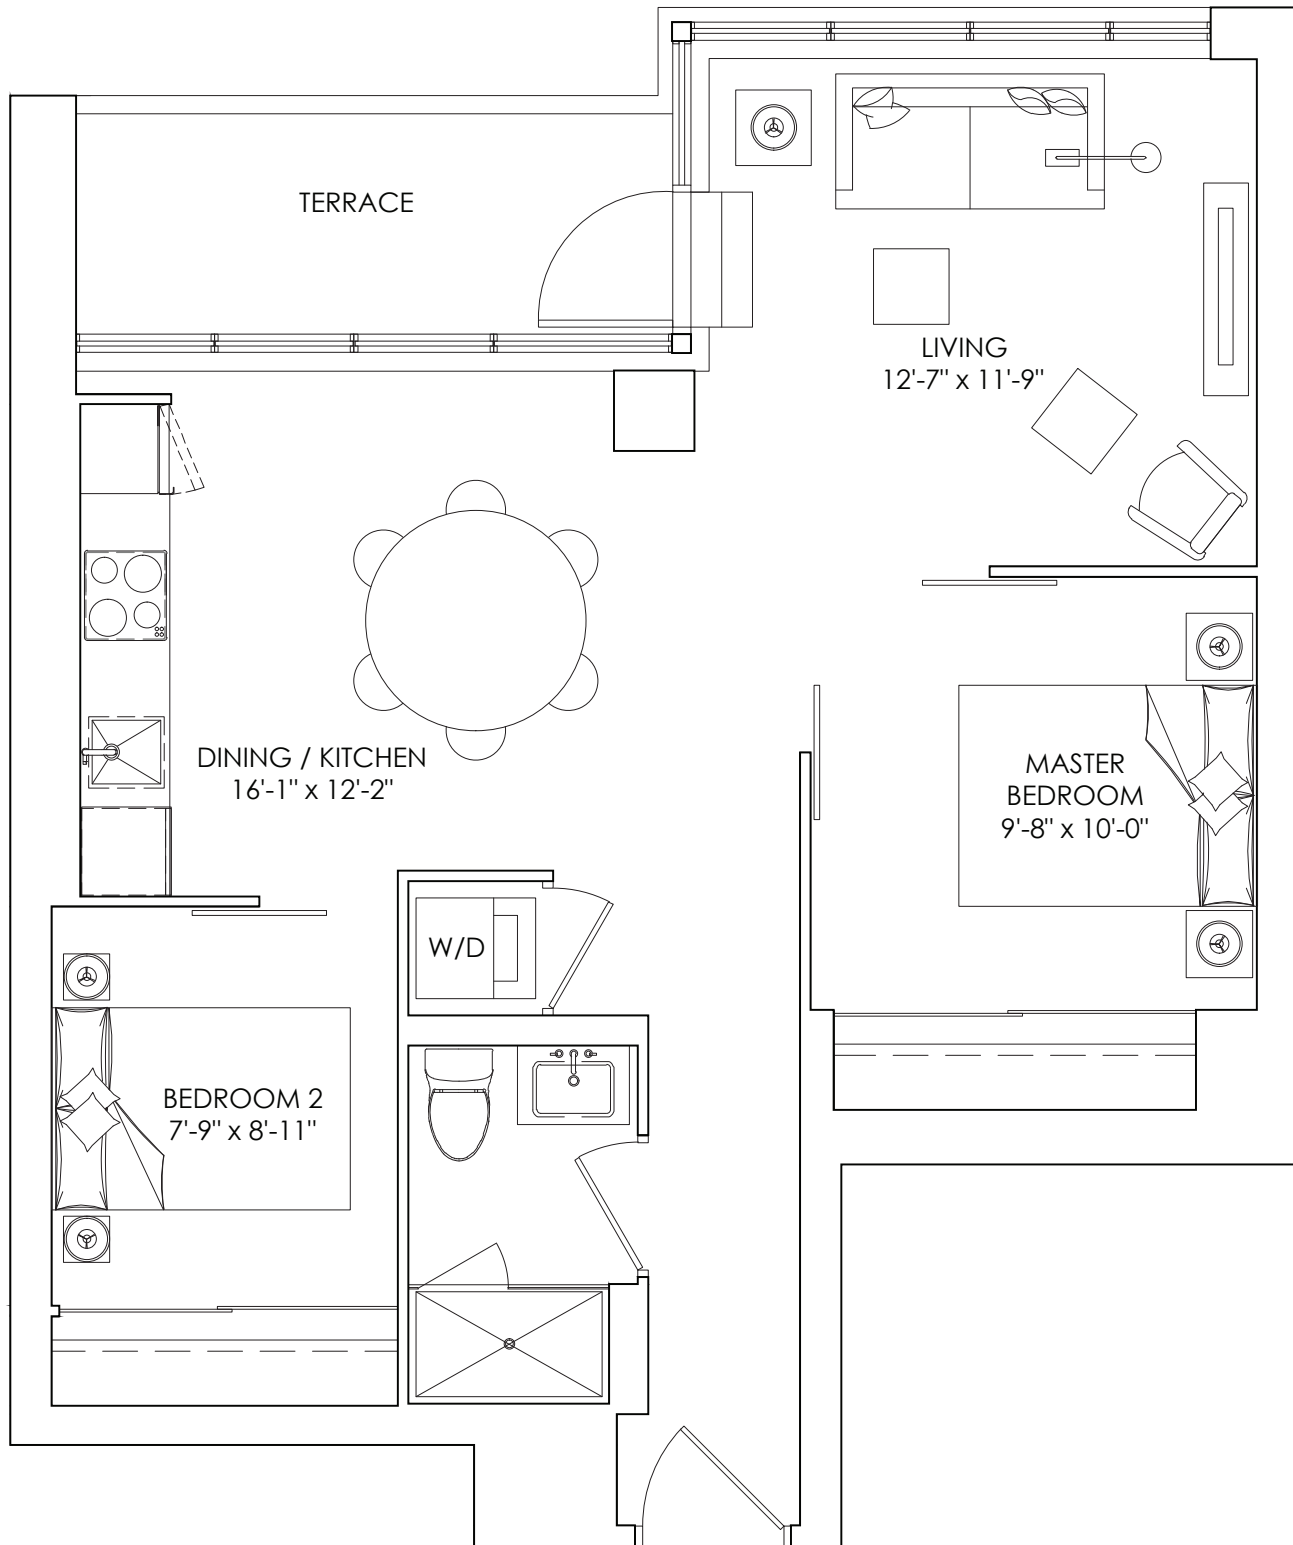 TERRACE
LIVING
12'-7" x 11'-9"
DINING / KITCHEN
16'-1" x 12'-2"
MASTER
BEDROOM
9'-8" x 10'-0"
W/D
BEDROOM 2
7'-9" x 8'-11"